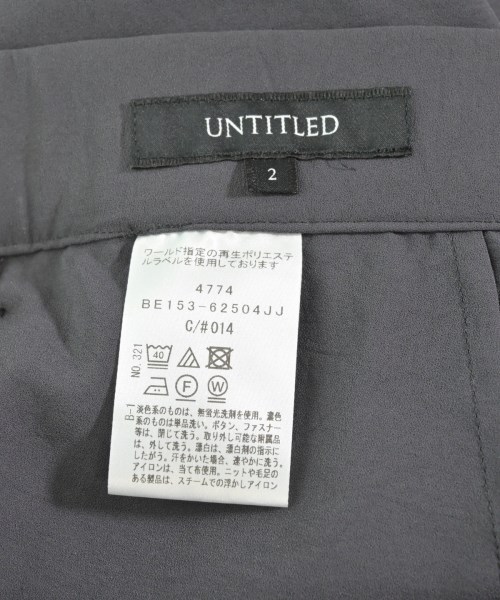 UNTITLED
2
ワールド指定の再生ポリエステ
ルラベルを使用しております
4774
BE153-62504JJ
C/#014
NO.321
40
F
W
B-1
淡色系のものは、無蛍光洗剤を使用。濃色
系のものは単品洗い。ボタン、ファスナー
等は、閉じて洗う。取り外し可能な附属品
は、外して洗う。漂白は、漂白剤の指示に
したがう。汗をかいた場合、速やかに洗う。
アイロンは、当て布使用。ニットや毛足の
ある製品は、スチームでの浮かしアイロン